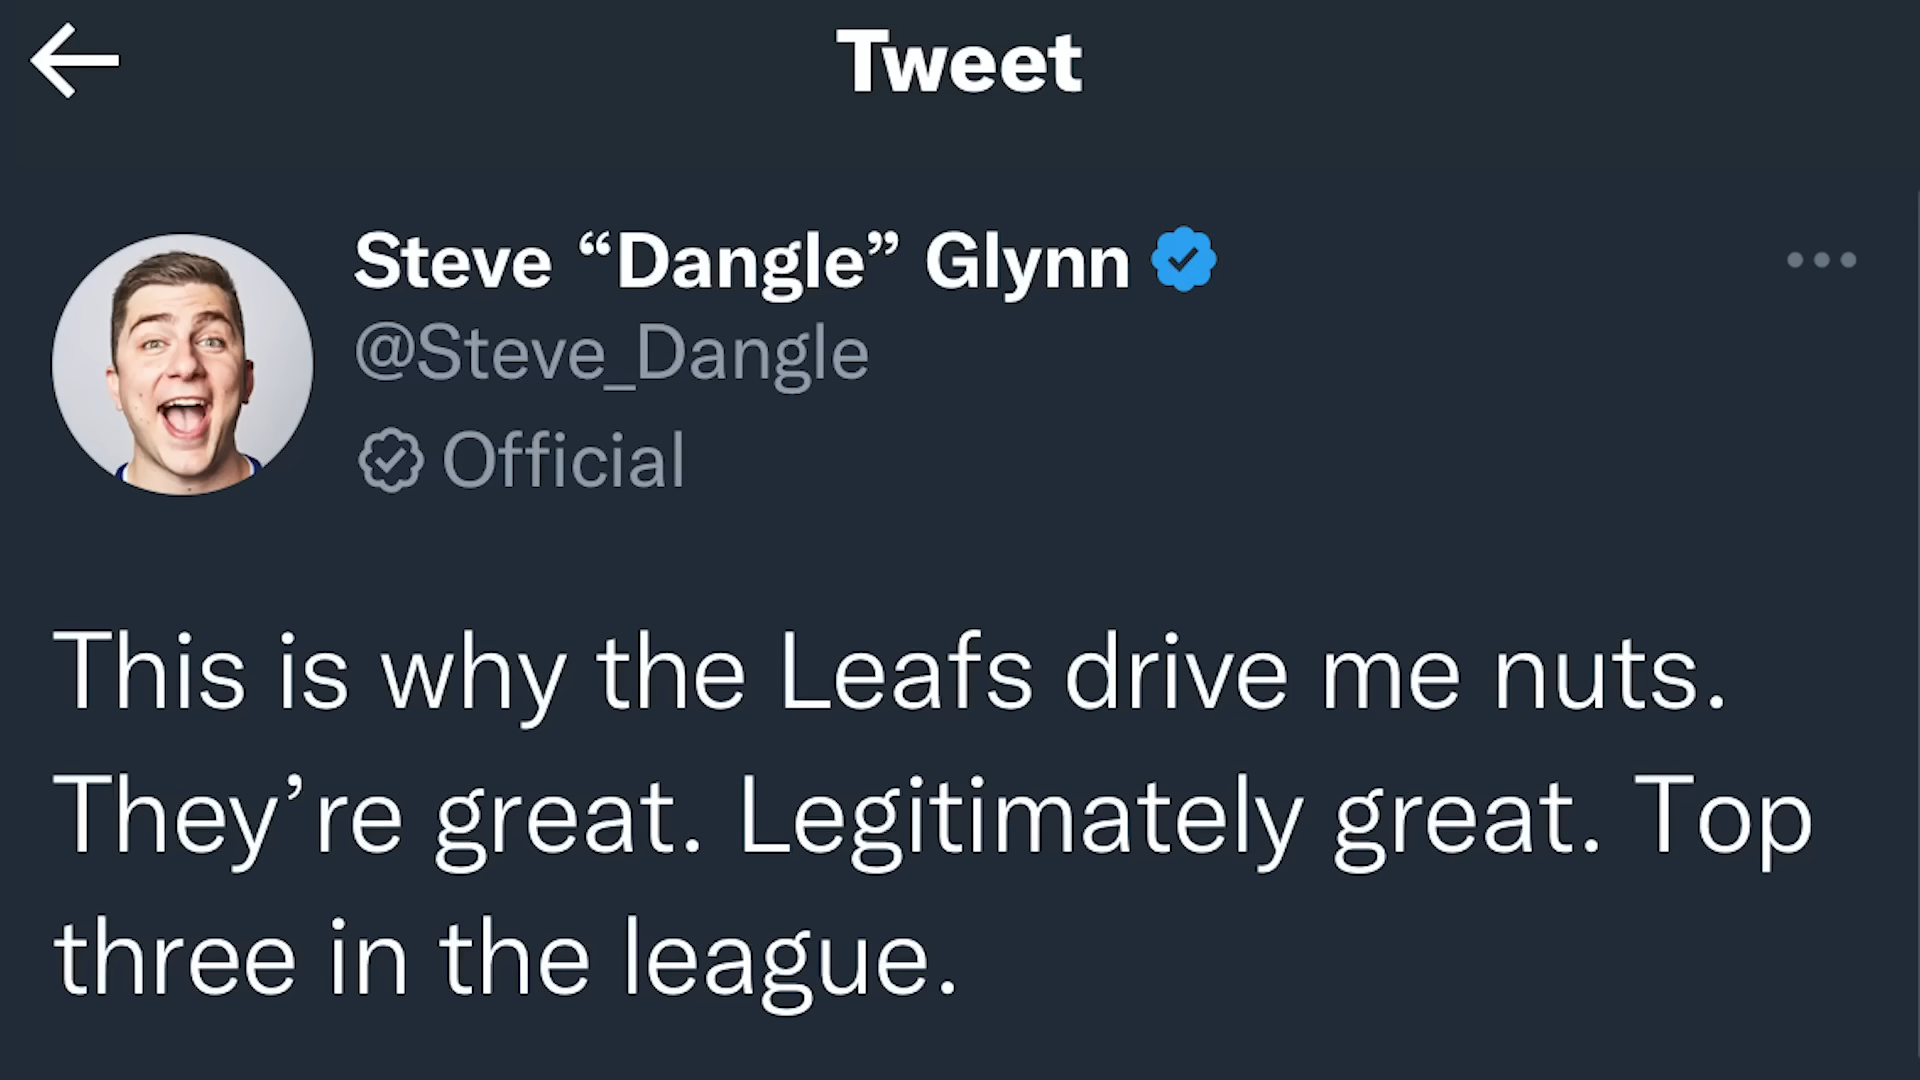 Tweet
Steve “Dangle” Glynn
@Steve_Dangle
Official
This is why the Leafs drive me nuts.
They’re great. Legitimately great. Top
three in the league.